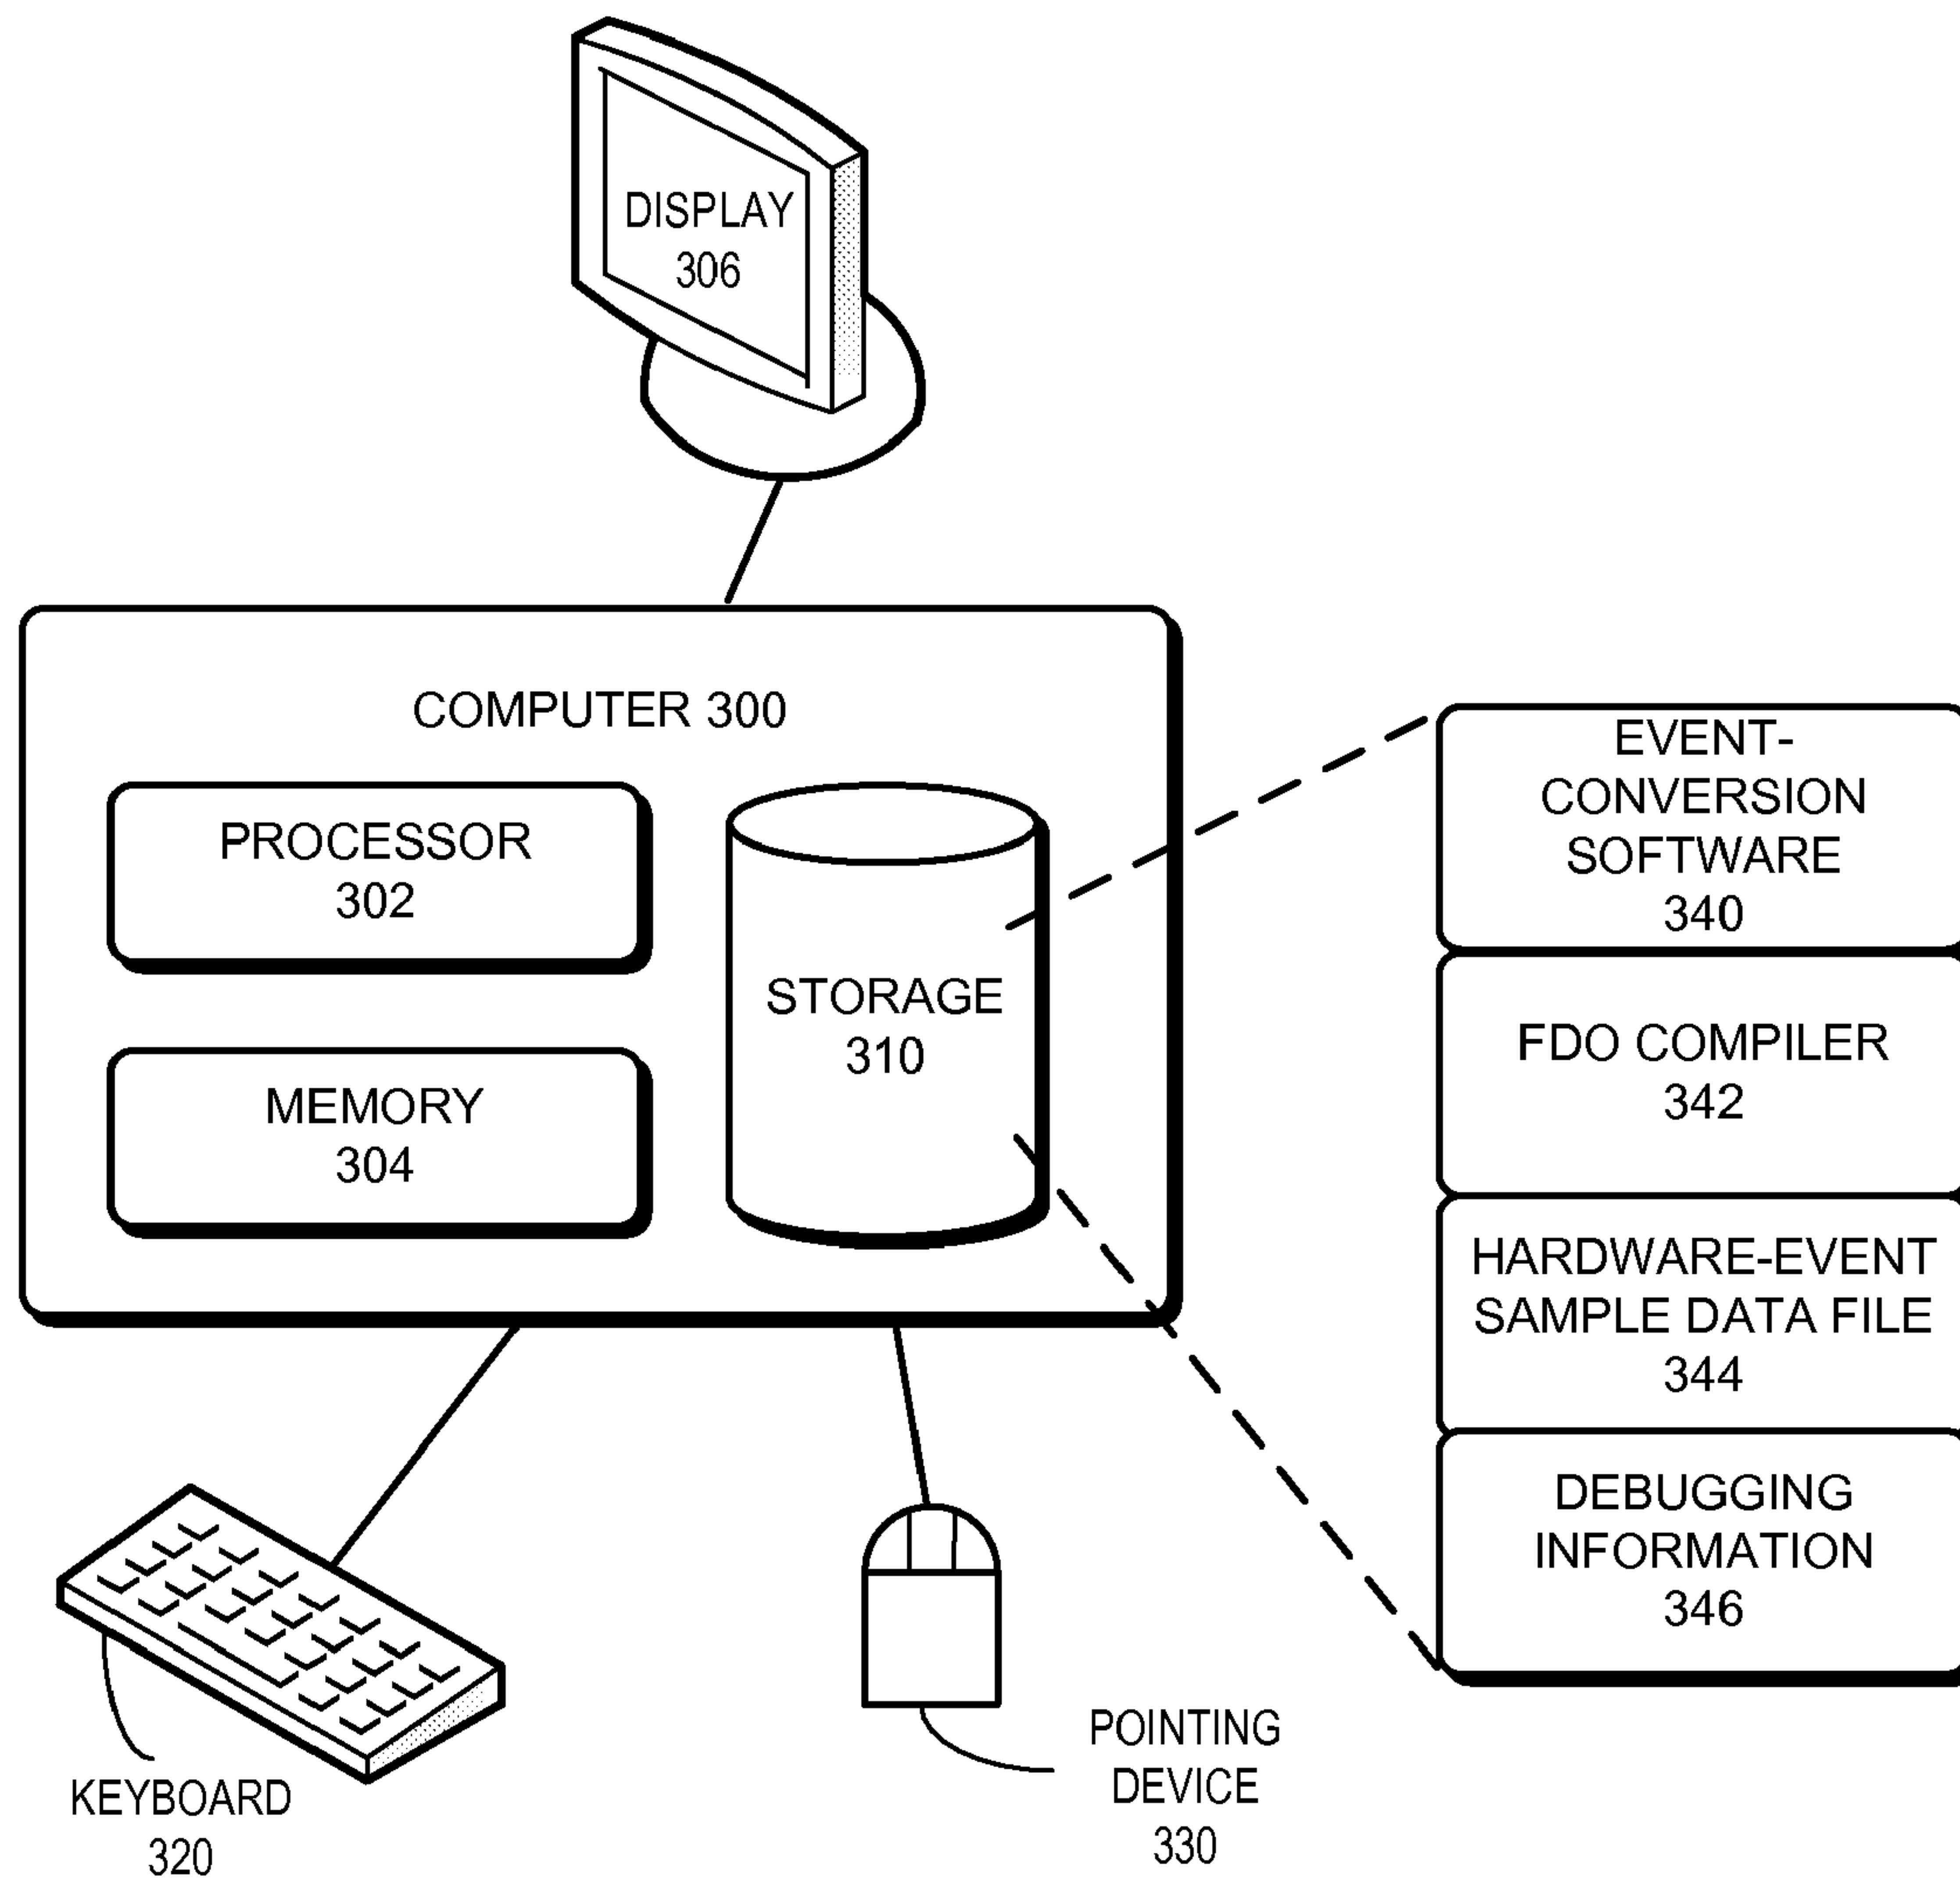 DISPLAY
306
COMPUTER 300
PROCESSOR
302
MEMORY
304
STORAGE
310
EVENT-
CONVERSION
SOFTWARE
340
FDO COMPILER
342
HARDWARE-EVENT
SAMPLE DATA FILE
344
DEBUGGING
INFORMATION
346
KEYBOARD
320
POINTING
DEVICE
330